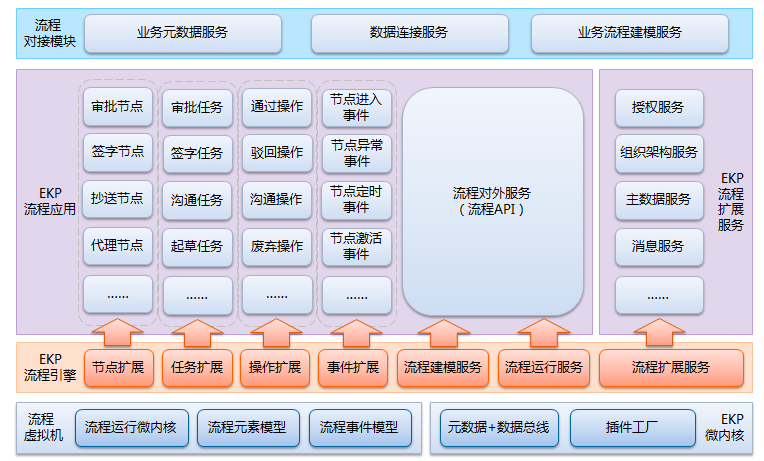 流程
对接模块
业务元数据服务
数据连接服务
业务流程建模服务
EKP
流程应用
审批节点
签字节点
抄送节点
代理节点
......
审批任务
签字任务
沟通任务
起草任务
......
通过操作
驳回操作
沟通操作
废弃操作
......
节点进入
事件
节点异常
事件
节点定时
事件
节点激活
事件
......
流程对外服务
（流程API）
授权服务
组织架构服务
主数据服务
消息服务
......
EKP
流程
扩展
服务
EKP
流程引擎
节点扩展
任务扩展
操作扩展
事件扩展
流程建模服务
流程运行服务
流程扩展服务
流程
虚拟机
流程运行微内核
流程元素模型
流程事件模型
元数据+数据总线
插件工厂
EKP
微内核